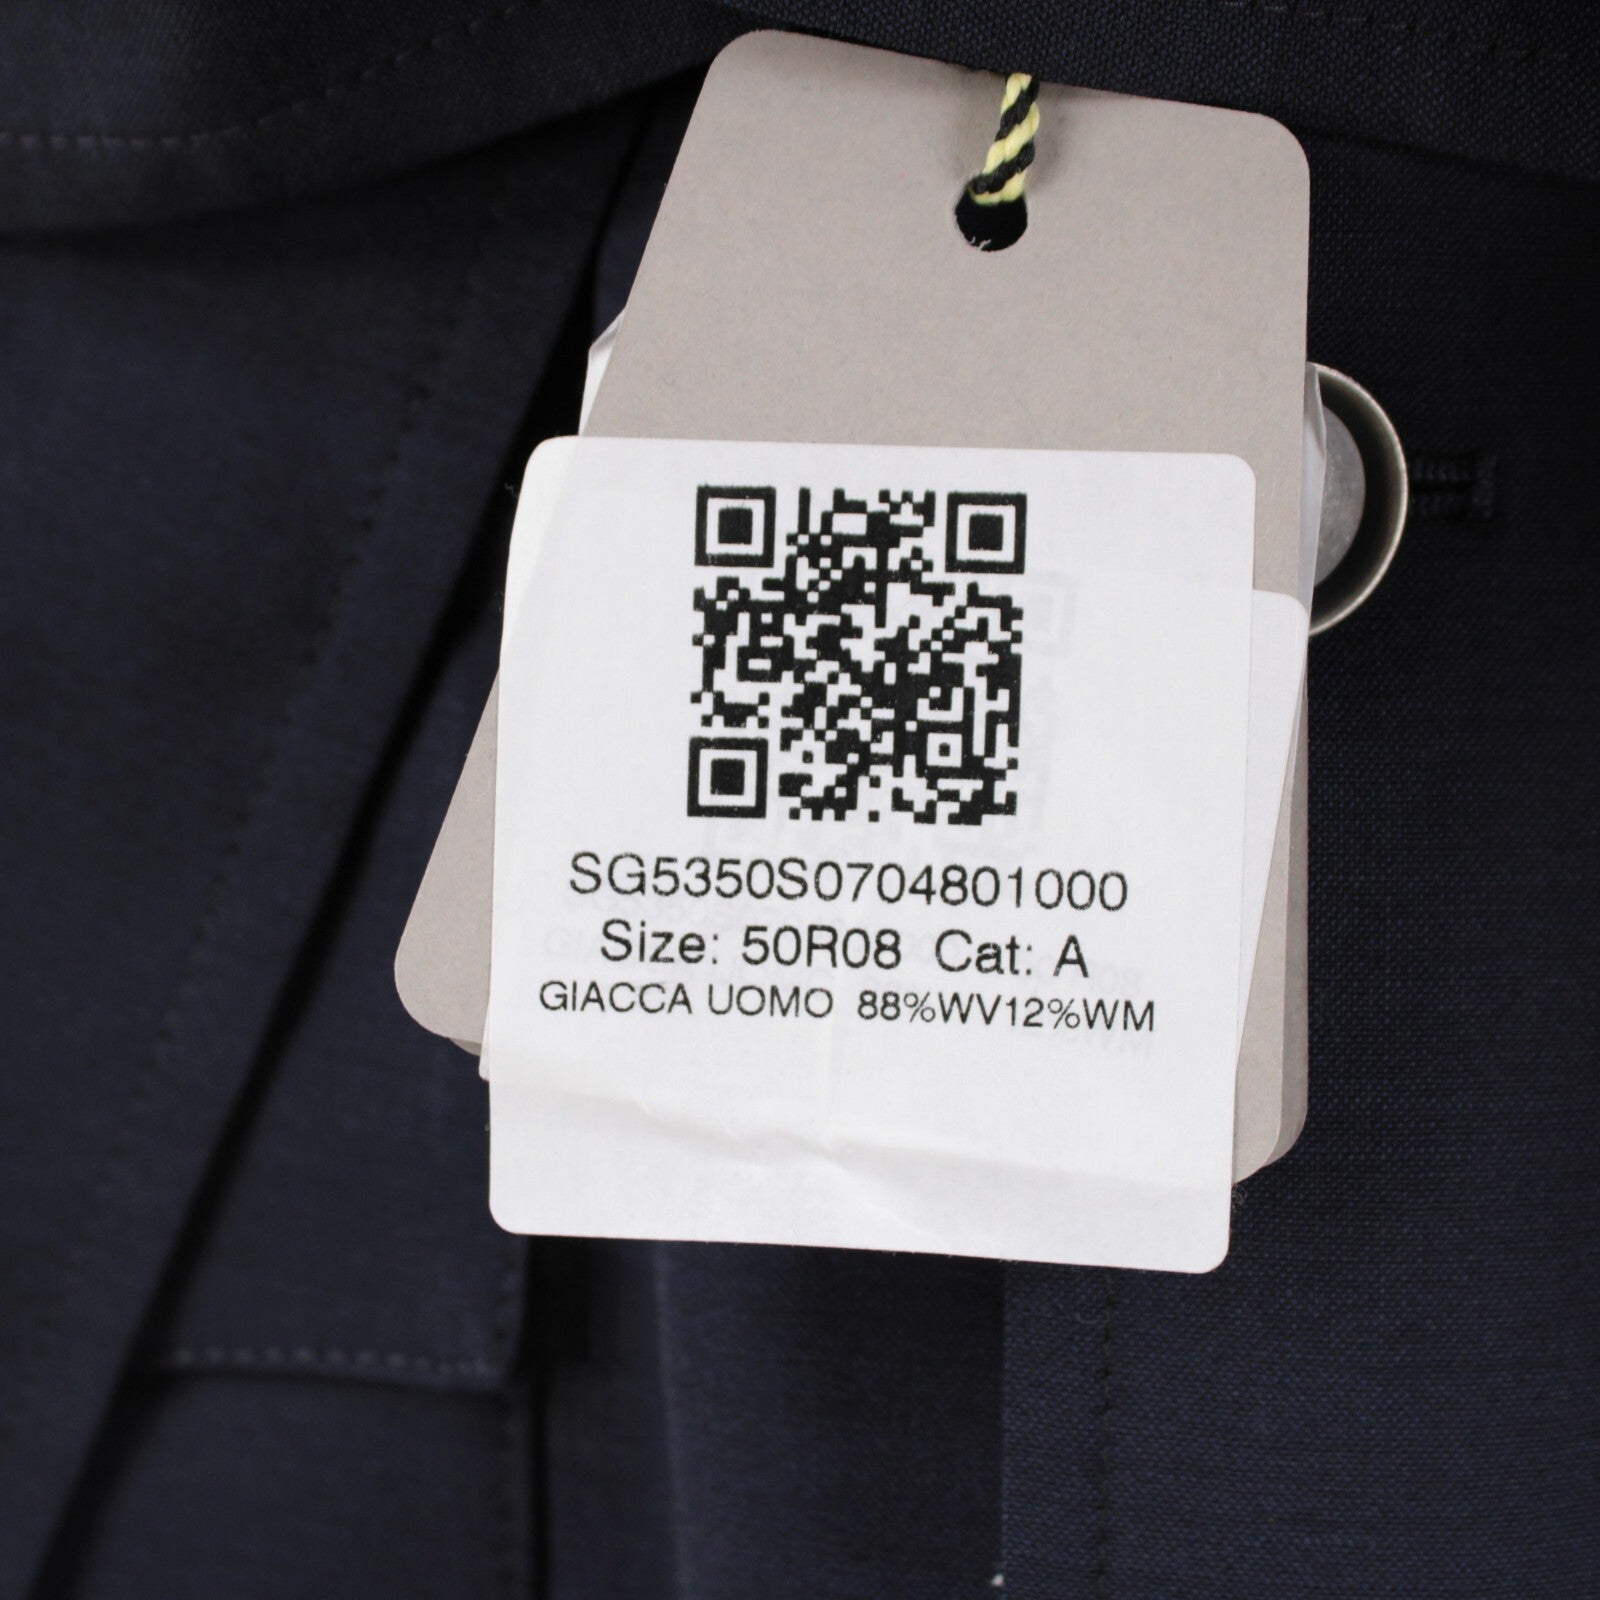 SG5350S0704801000
Size: 50R08 Cat: A
GIACCA UOMO 88%WV12%WM